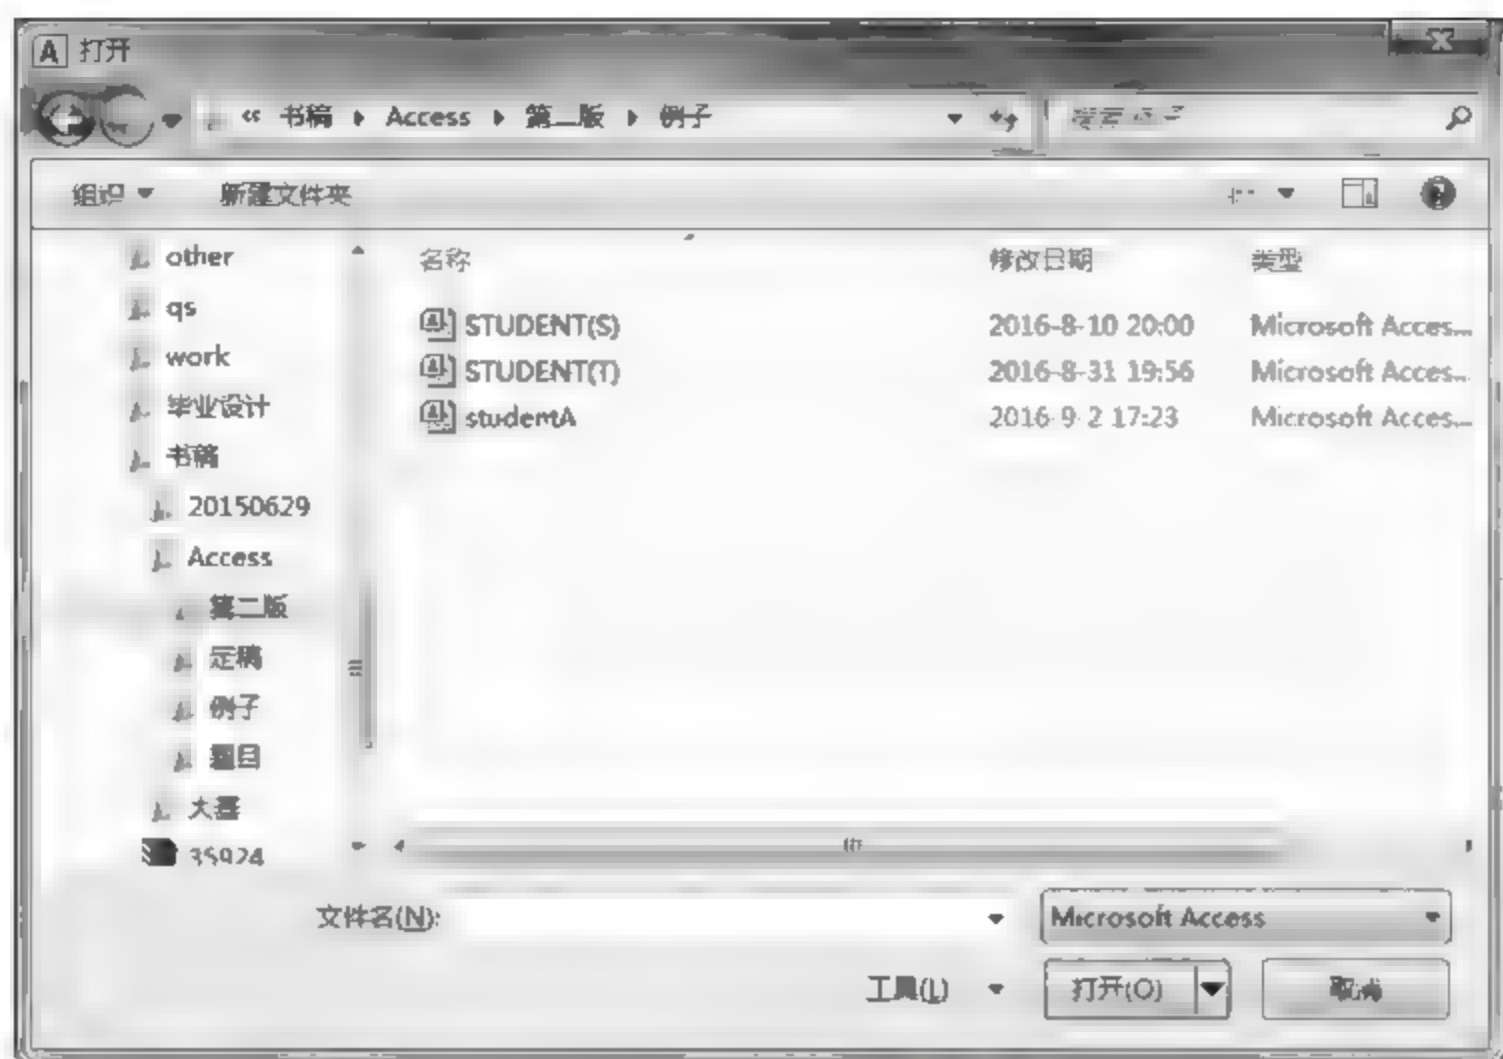 A 打开
« 书稿 Access 第二版 例子
组织 新建文件夹
名称 修改日期 类型
other
qs
work
毕业设计
书稿
20150629
Access
第二版
定稿
例子
题目
大赛
35924
STUDENT(S) 2016-8-10 20:00 Microsoft Acces...
STUDENT(T) 2016-8-31 19:56 Microsoft Acces...
studentA 2016-9-2 17:23 Microsoft Acces...
文件名(N): Microsoft Access
工具(L) 打开(O) 取消